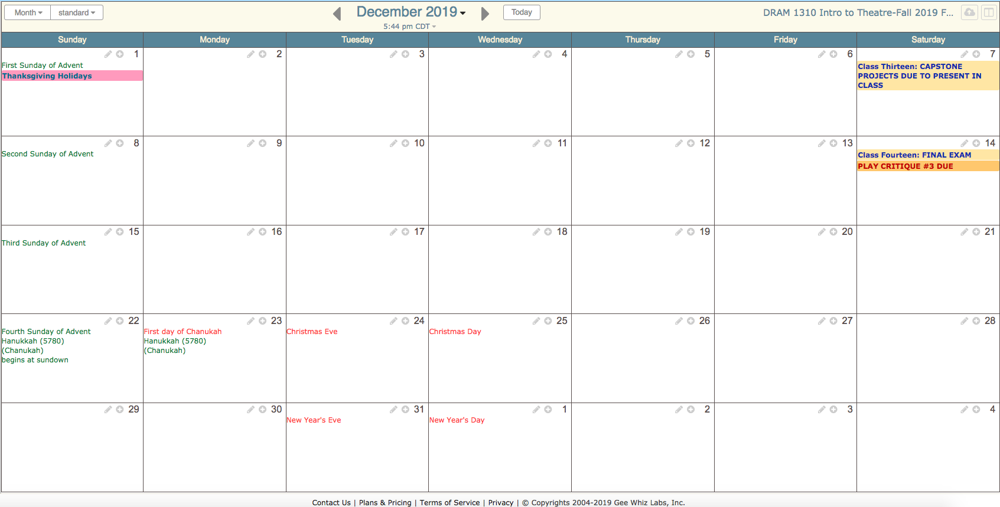 Month standard December 2019 Today DRAM 1310 Intro to Theatre-Fall 2019 F...
5:44 pm CDT
Sunday Monday Tuesday Wednesday Thursday Friday Saturday
1 2 3 4 5 6 7
First Sunday of Advent
Thanksgiving Holidays
Class Thirteen: CAPSTONE
PROJECTS DUE TO PRESENT IN
CLASS
8 9 10 11 12 13 14
Second Sunday of Advent
Class Fourteen: FINAL EXAM
PLAY CRITIQUE #3 DUE
15 16 17 18 19 20 21
Third Sunday of Advent
22 23 24 25 26 27 28
Fourth Sunday of Advent
Hanukkah (5780)
(Chanukah)
begins at sundown
First day of Chanukah
Hanukkah (5780)
(Chanukah)
Christmas Eve
Christmas Day
29 30 31 1 2 3 4
New Year's Eve
New Year's Day
Contact Us | Plans & Pricing | Terms of Service | Privacy | © Copyrights 2004-2019 Gee Whiz Labs, Inc.